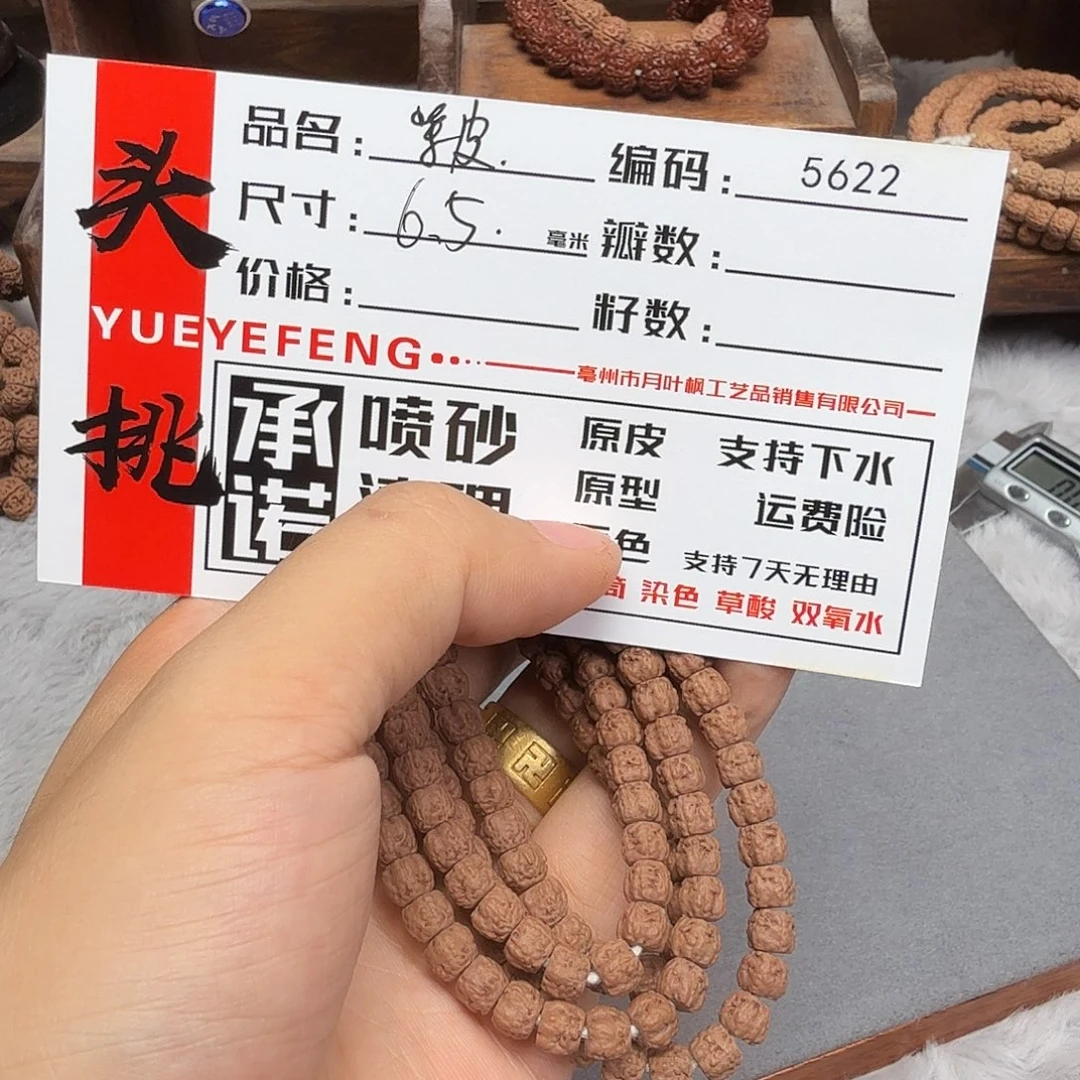 头挑
品名: 皮. 编码: 5622
尺寸: 6.5. 毫米 瓣数:
价格: 籽数:
YUEYEFENG
亳州市月叶枫工艺品销售有限公司
承诺
喷砂 原皮 支持下水
原型 运费险
色 支持7天无理由
染色 草酸 双氧水